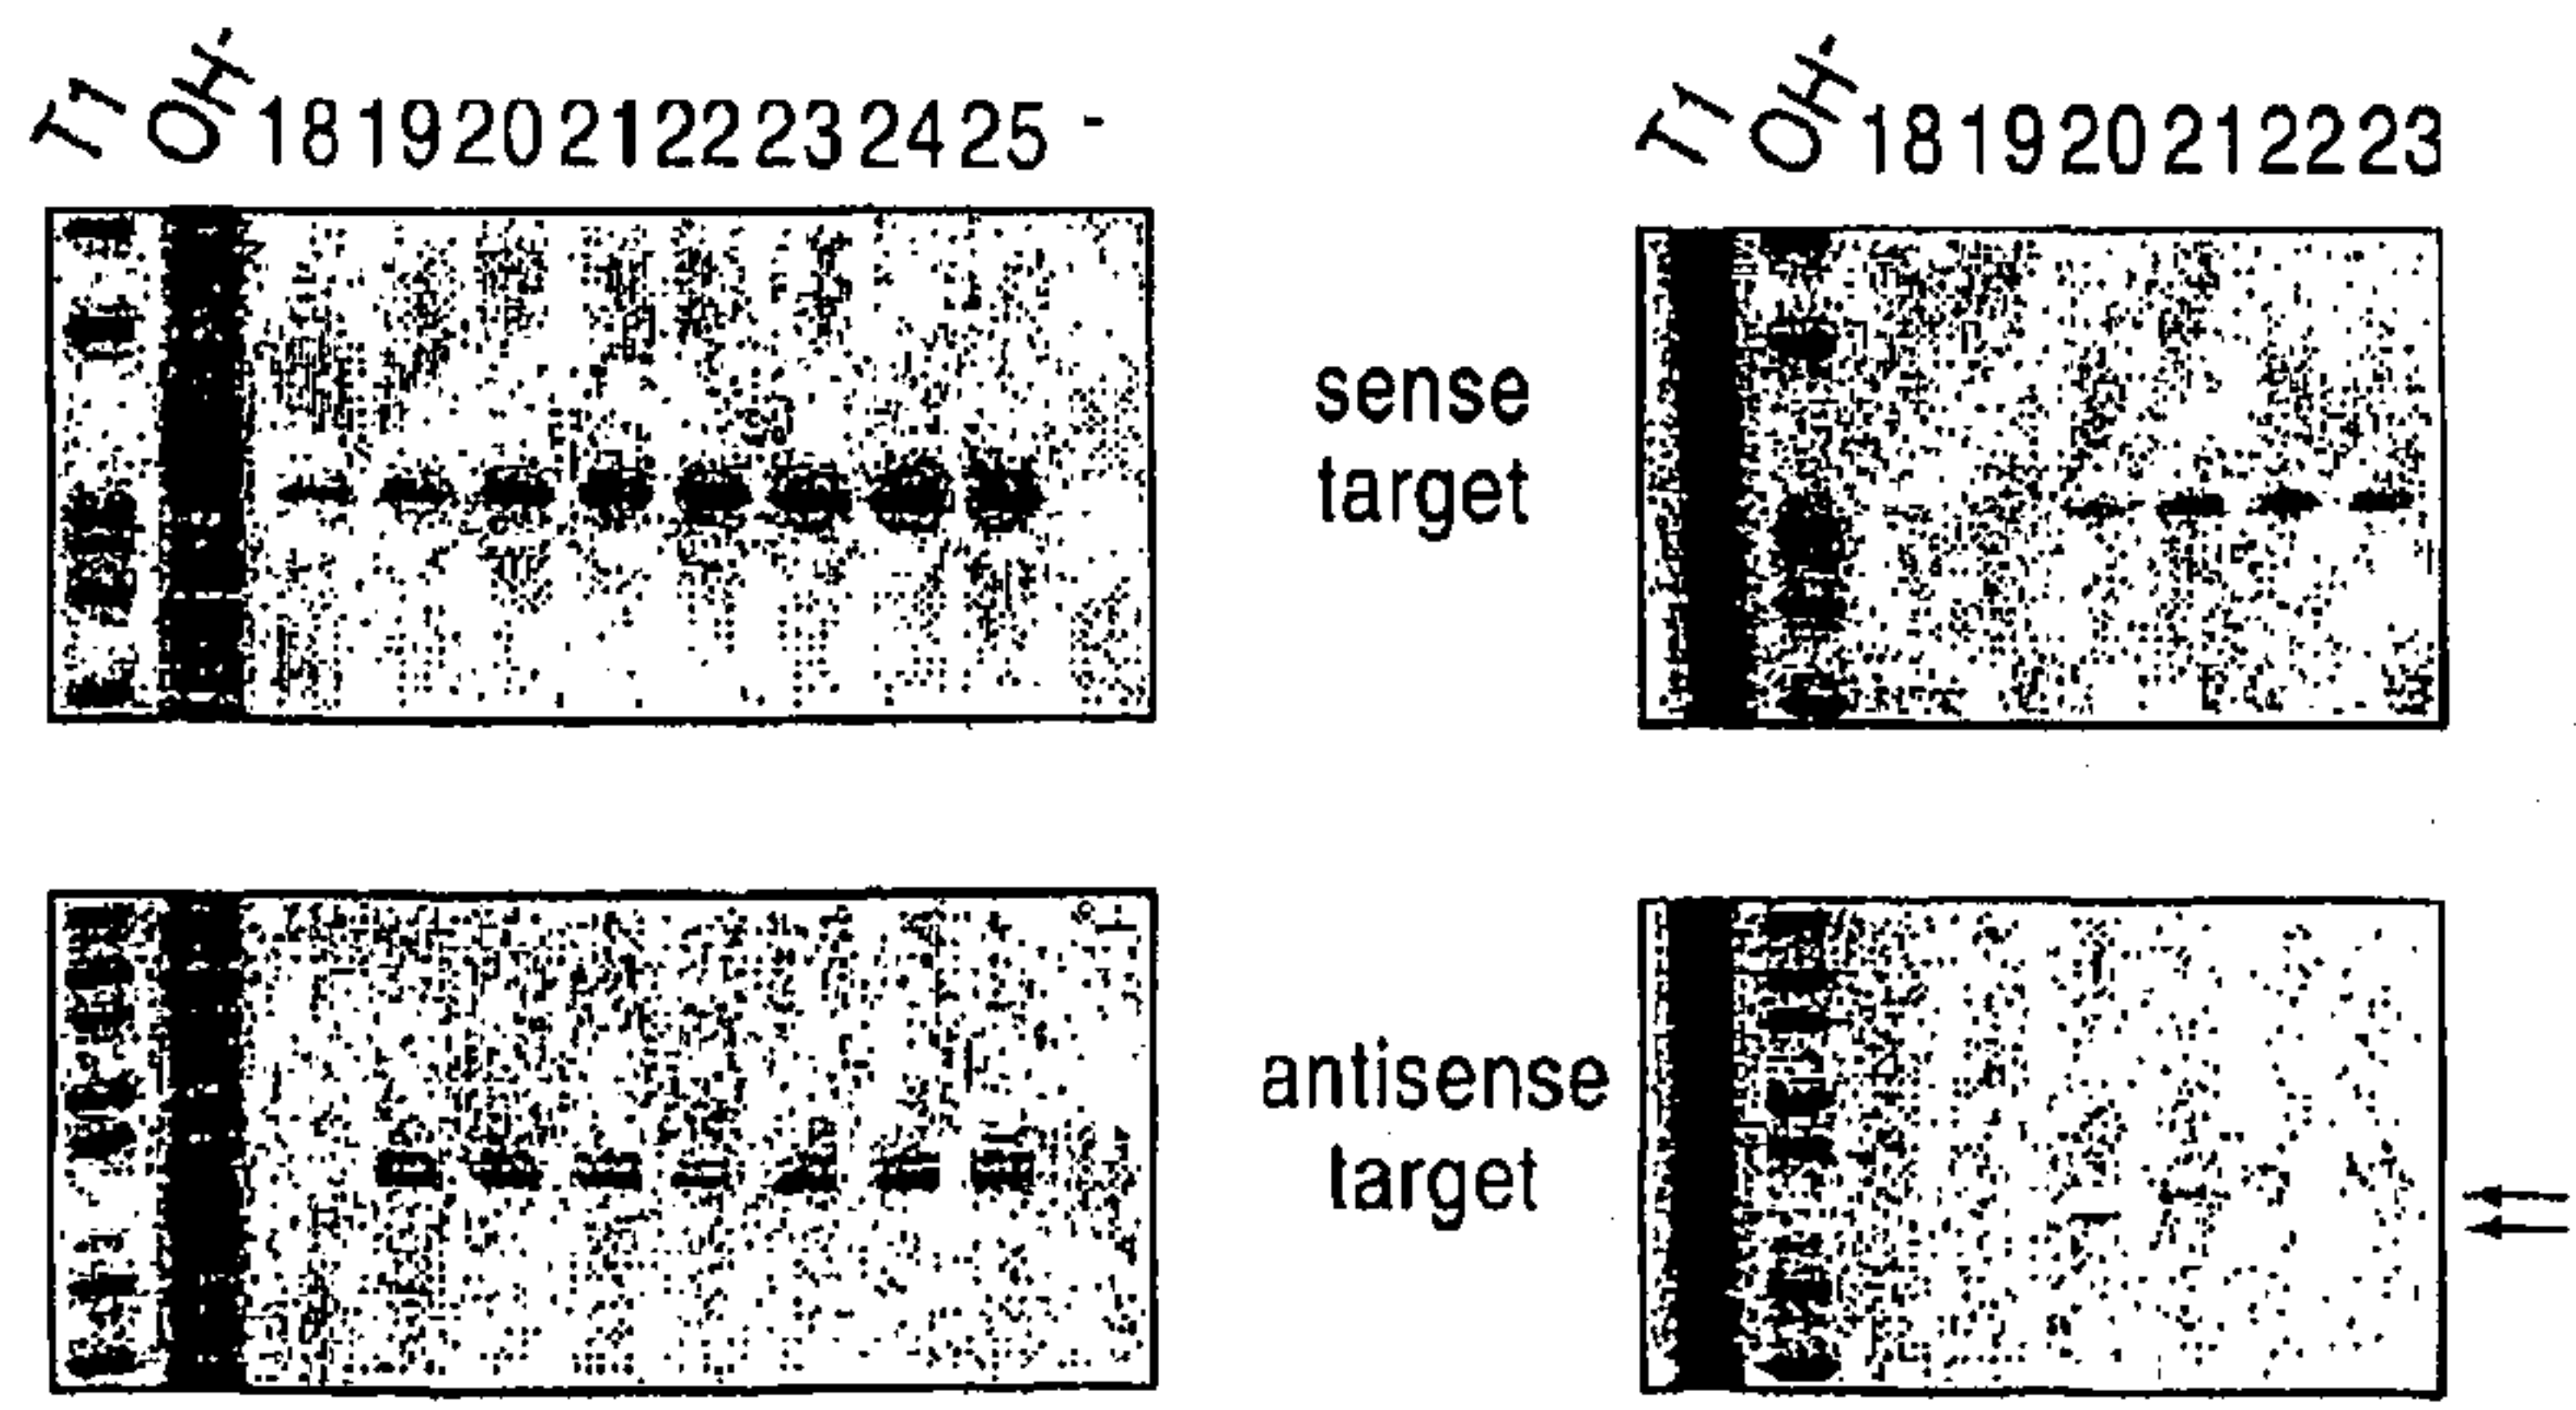 T1 OH- 18 19 20 21 22 23 24 25 -
T1 OH- 18 19 20 21 22 23
sense
target
antisense
target